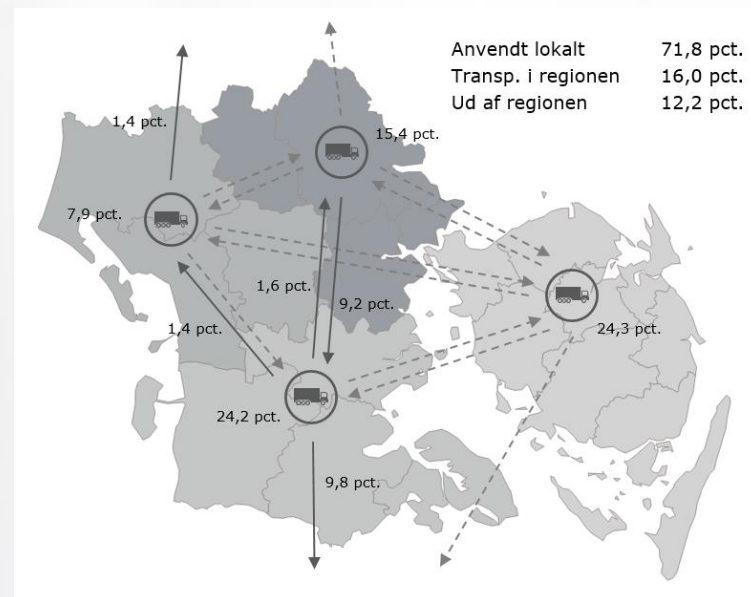 Anvendt lokalt 71,8 pct.
Transp. i regionen 16,0 pct.
Ud af regionen 12,2 pct.
1,4 pct.
15,4 pct.
7,9 pct.
1,6 pct.
9,2 pct.
1,4 pct.
24,3 pct.
24,2 pct.
9,8 pct.